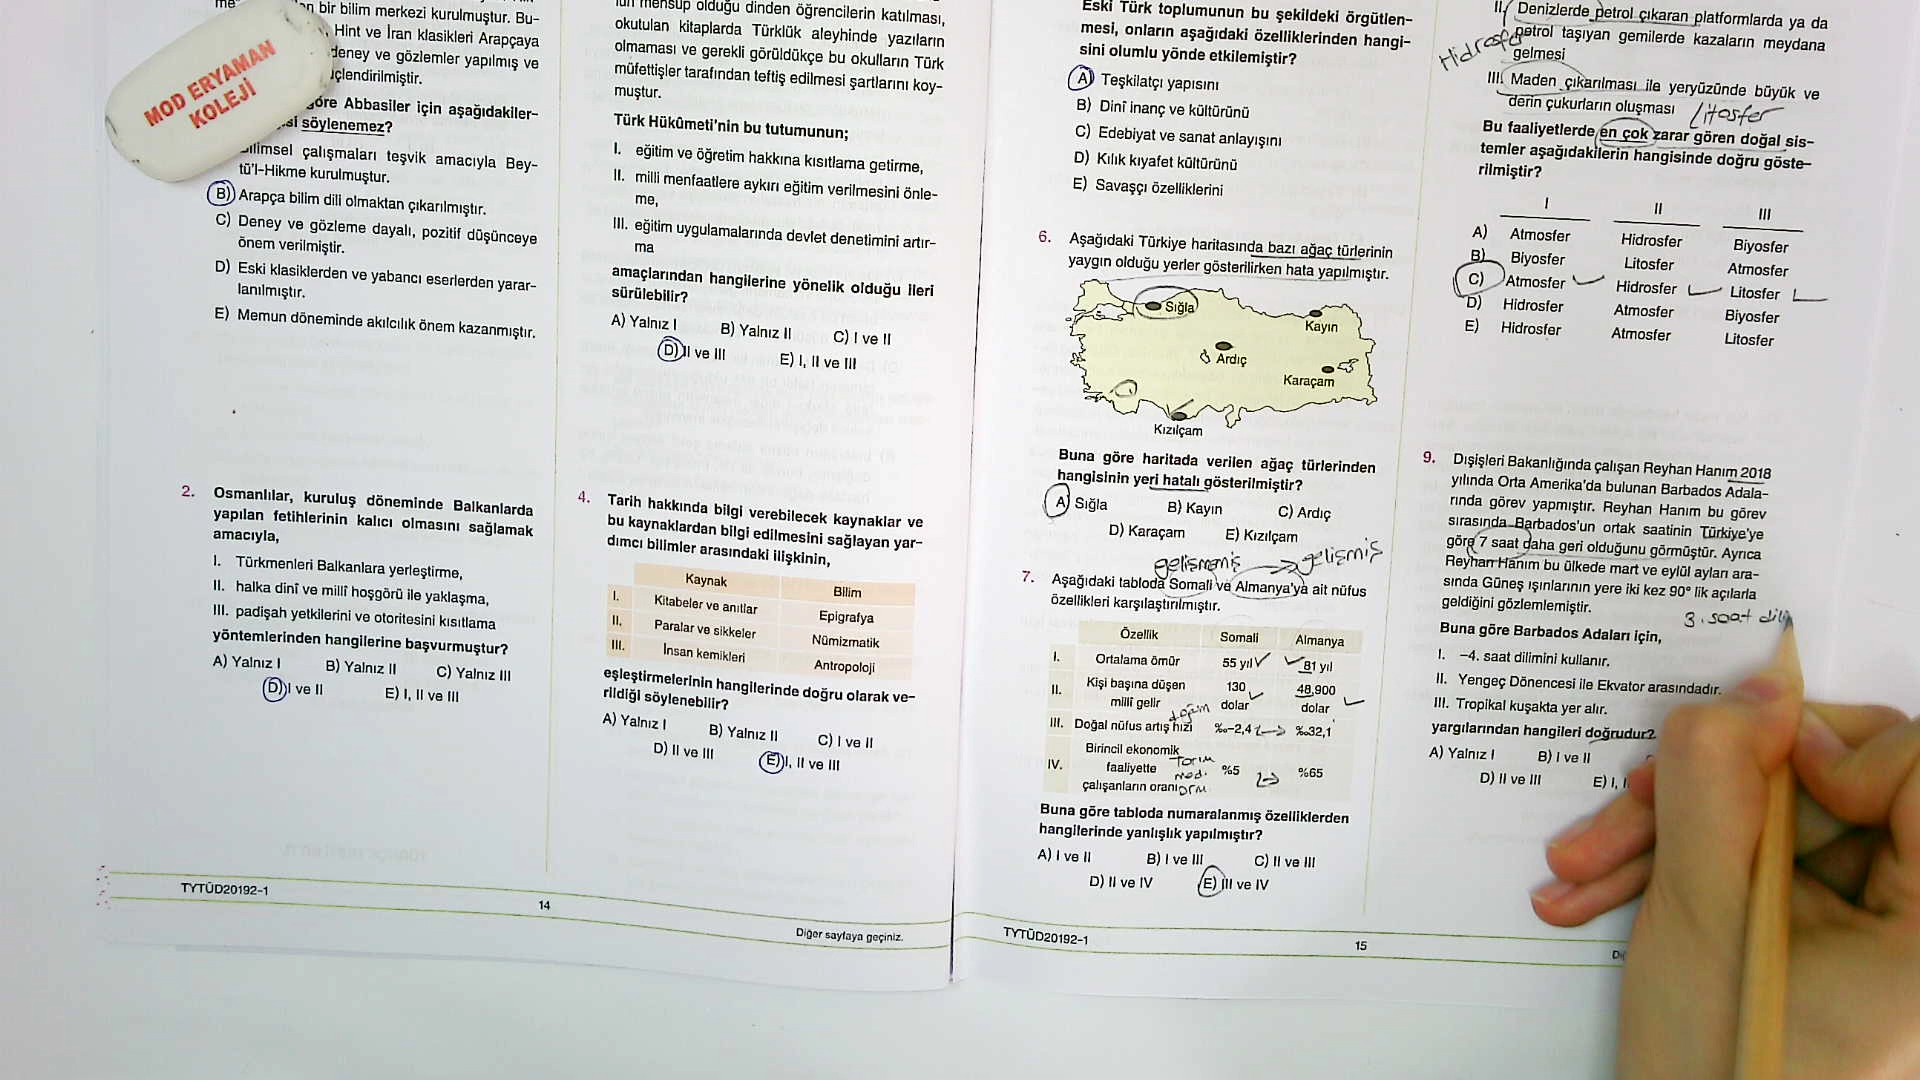 bir bilim merkezi kurulmuştur. Bu-
Hint ve İran klasikleri Arapçaya
deney ve gözlemler yapılmış ve
MOD ERYAMAN
KOLEJİ
göre Abbasiler için aşağıdakiler-
söylenemez?
tü'l-Hikme kurulmuştur.
çalışmaları teşvik amacıyla Bey-
B) Arapça bilim dili olmaktan çıkarılmıştır.
C) Deney ve gözleme dayalı, pozitif düşünceye
önem verilmiştir.
D) Eski klasiklerden ve yabancı eserlerden yarar-
lanılmıştır.
E) Memun döneminde akılcılık önem kazanmıştır.
2. Osmanlılar, kuruluş döneminde Balkanlarda
yapılan fetihlerinin kalıcı olmasını sağlamak
amacıyla,
I. Türkmenleri Balkanlara yerleştirme,
II. halka dinî ve millî hoşgörü ile yaklaşma,
III. padişah yetkilerini ve otoritesini kısıtlama
yöntemlerinden hangilerine başvurmuştur?
A) Yalnız I B) Yalnız II C) Yalnız III
D) I ve II E) I, II ve III
TYTÜD20192-1
mensup olduğu dinden öğrencilerin katılması,
okutulan kitaplarda Türklük aleyhinde yazıların
olmaması ve gerekli görüldükçe bu okulların Türk
müfettişler tarafından teftiş edilmesi şartlarını koy-
muştur.
Türk Hükûmeti'nin bu tutumunun;
I. eğitim ve öğretim hakkına kısıtlama getirme,
II. milli menfaatlere aykırı eğitim verilmesini önle-
me,
III. eğitim uygulamalarında devlet denetimini artır-
ma
amaçlarından hangilerine yönelik olduğu ileri
sürülebilir?
A) Yalnız I B) Yalnız II C) I ve II
D) II ve III E) I, II ve III
4. Tarih hakkında bilgi verebilecek kaynaklar ve
bu kaynaklardan bilgi edilmesini sağlayan yar-
dımcı bilimler arasındaki ilişkinin,
Kaynak Bilim
I. Kitabeler ve anıtlar Epigrafya
II. Paralar ve sikkeler Nümizmatik
III. İnsan kemikleri Antropoloji
eşleştirmelerinin hangilerinde doğru olarak ve-
rildiği söylenebilir?
A) Yalnız I B) Yalnız II C) I ve II
D) II ve III E) I, II ve III
14
Diğer sayfaya geçiniz.
Eski Türk toplumunun bu şekildeki örgütlen-
mesi, onların aşağıdaki özelliklerinden hangi-
sini olumlu yönde etkilemiştir?
A) Teşkilatçı yapısını
B) Dinî inanç ve kültürünü
C) Edebiyat ve sanat anlayışını
D) Kılık kıyafet kültürünü
E) Savaşçı özelliklerini
6. Aşağıdaki Türkiye haritasında bazı ağaç türlerinin
yaygın olduğu yerler gösterilirken hata yapılmıştır.
Sığla
Kayın
Ardıç
Karaçam
Kızılçam
Buna göre haritada verilen ağaç türlerinden
hangisinin yeri hatalı gösterilmiştir?
A) Sığla B) Kayın C) Ardıç
D) Karaçam E) Kızılçam
gelişmemiş gelişmiş
7. Aşağıdaki tabloda Somali ve Almanya'ya ait nüfus
özellikleri karşılaştırılmıştır.
Özellik Somali Almanya
I. Ortalama ömür 55 yıl 81 yıl
II. Kişi başına düşen millî gelir 130 dolar 48.900 dolar
doğum
III. Doğal nüfus artış hızı ‰-2,4 ‰32,1
IV. Birincil ekonomik faaliyette çalışanların oranı %5 %65
Tarım
mad.
orm.
Buna göre tabloda numaralanmış özelliklerden
hangilerinde yanlışlık yapılmıştır?
A) I ve II B) I ve III C) II ve III
D) II ve IV E) III ve IV
TYTÜD20192-1
15
II. Denizlerde petrol çıkaran platformlarda ya da
petrol taşıyan gemilerde kazaların meydana
gelmesi
Hidrosfer
III. Maden çıkarılması ile yeryüzünde büyük ve
derin çukurların oluşması
Litosfer
Bu faaliyetlerde en çok zarar gören doğal sis-
temler aşağıdakilerin hangisinde doğru göste-
rilmiştir?
I II III
A) Atmosfer Hidrosfer Biyosfer
B) Biyosfer Litosfer Atmosfer
C) Atmosfer Hidrosfer Litosfer
D) Hidrosfer Atmosfer Biyosfer
E) Hidrosfer Atmosfer Litosfer
9. Dışişleri Bakanlığında çalışan Reyhan Hanım 2018
yılında Orta Amerika'da bulunan Barbados Adala-
rında görev yapmıştır. Reyhan Hanım bu görev
sırasında Barbados'un ortak saatinin Türkiye'ye
göre 7 saat daha geri olduğunu görmüştür. Ayrıca
Reyhan Hanım bu ülkede mart ve eylül ayları ara-
sında Güneş ışınlarının yere iki kez 90° lik açılarla
geldiğini gözlemlemiştir.
3. saat dili
Buna göre Barbados Adaları için,
I. -4. saat dilimini kullanır.
II. Yengeç Dönencesi ile Ekvator arasındadır.
III. Tropikal kuşakta yer alır.
yargılarından hangileri doğrudur?
A) Yalnız I B) I ve II
D) II ve III E) I,